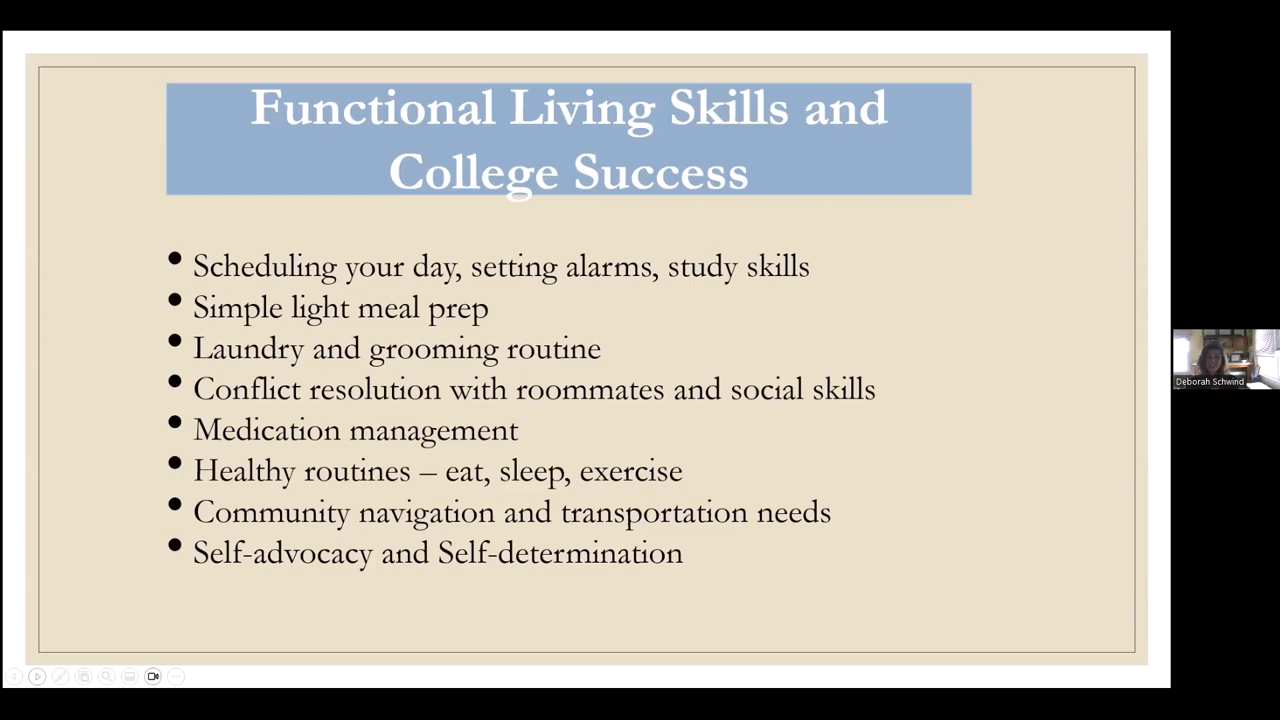 Functional Living Skills and
College Success
• Scheduling your day, setting alarms, study skills
• Simple light meal prep
• Laundry and grooming routine
• Conflict resolution with roommates and social skills
• Medication management
• Healthy routines – eat, sleep, exercise
• Community navigation and transportation needs
• Self-advocacy and Self-determination
Deborah Schwind